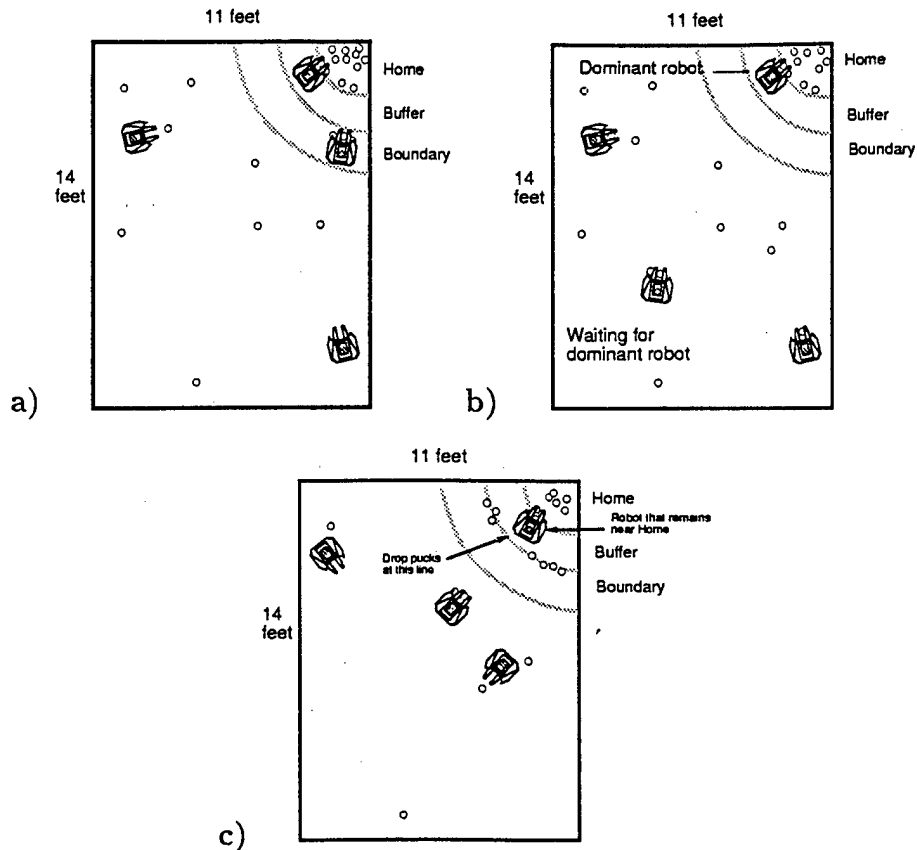 11 feet
Home
Buffer
Boundary
14
feet
a)
11 feet
Dominant robot
Home
Buffer
Boundary
14
feet
Waiting for
dominant robot
b)
11 feet
Home
Robot that remains
near Home
Drop pucks
at this line
Buffer
Boundary
14
feet
c)